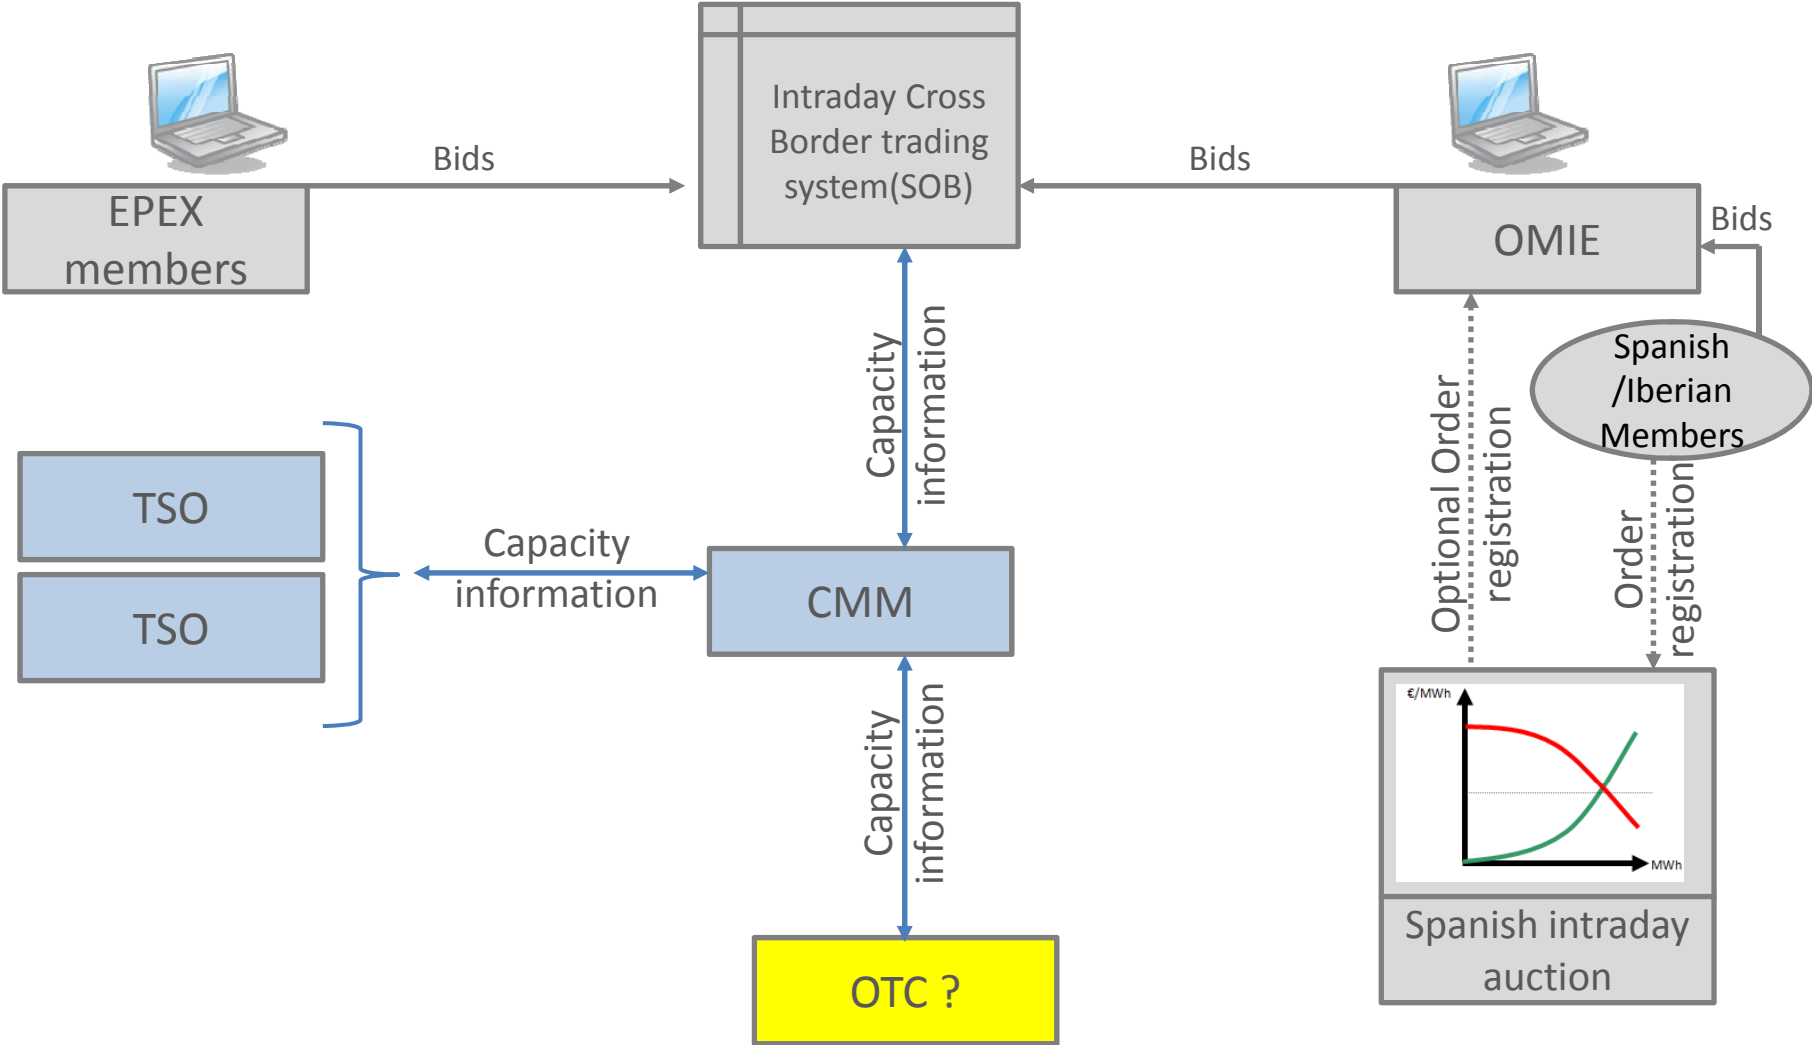 Intraday Cross
Border trading
system(SOB)
Bids
Bids
EPEX
members
OMIE
Bids
Spanish
/Iberian
Members
Capacity
information
Optional Order
registration
Order
registration
TSO
TSO
Capacity
information
CMM
Capacity
information
€/MWh
MWh
Spanish intraday
auction
OTC ?